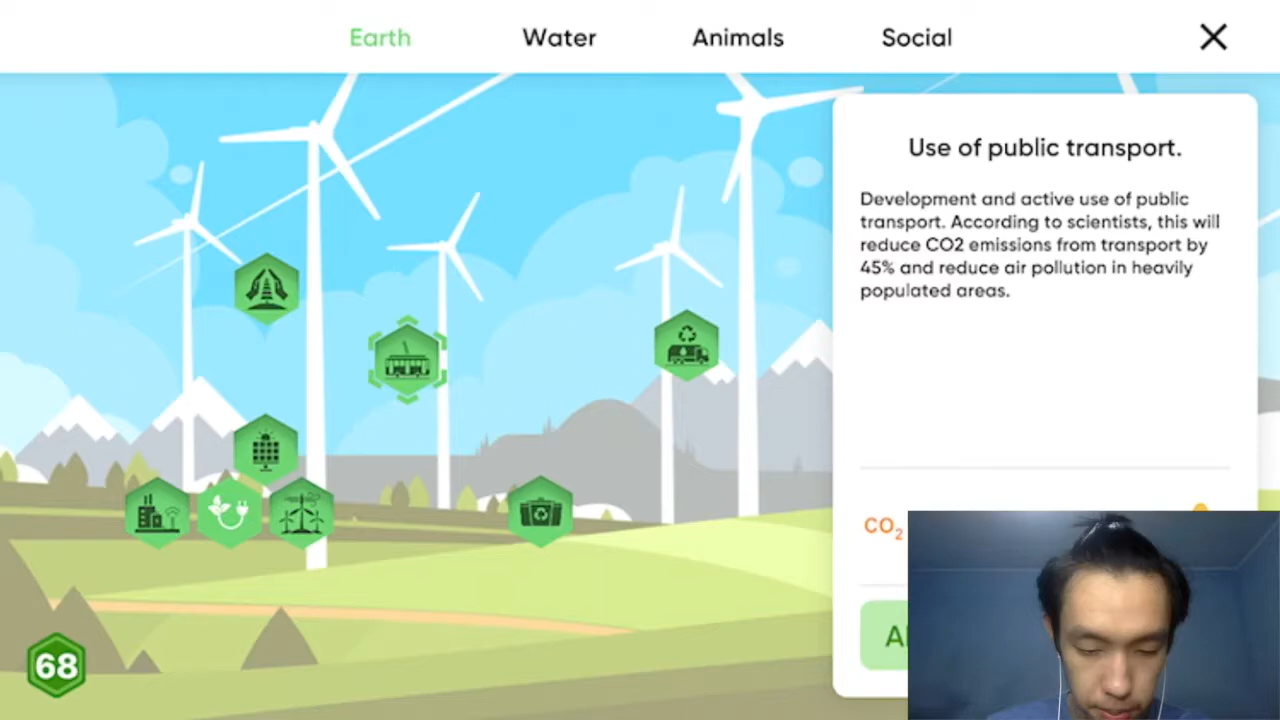 Earth Water Animals Social
Use of public transport.
Development and active use of public
transport. According to scientists, this will
reduce CO2 emissions from transport by
45% and reduce air pollution in heavily
populated areas.
CO2
68